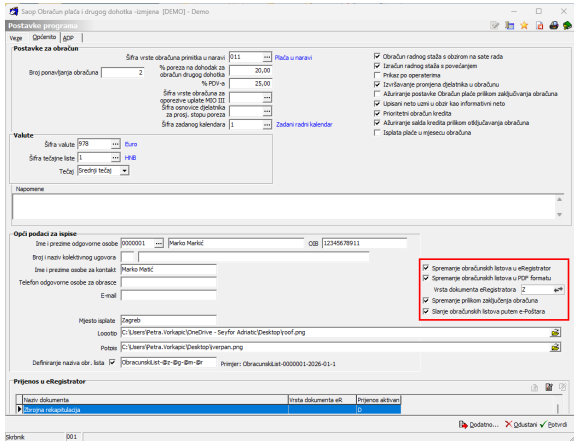 Saop Obračun plača i drugog dohotka -izmjena [DEMO] - Demo
Postavke programa
Veze Općenito ADP
Postavke za obračun
Šifra vrste obračuna primitka u naravi 011 ... Plaća u naravi
Broj ponavljanja obračuna 2
% poreza na dohodak za obračun drugog dohotka 20,00
% PDV-a 25,00
Šifra vrste obračuna za oporezive uplate MIO III ...
Šifra osnovice djelatnika za prosj. stopu poreza ...
Šifra zadanog kalendara 1 ... Zadani radni kalendar
Obračun radnog staža s obzirom na sate rada
Izračun radnog staža s povećanjem
Prikaz po operaterima
Izvršavanje promjena djelatnika u obračunu
Ažuriranje postavke Obračun plaće prilikom zaključavanja obračuna
Upisani neto uzmi u obzir kao informativni neto
Prioritetni obračun kredita
Ažuriranje salda kredita prilikom otključavanja obračuna
Isplata plaće u mjesecu obračuna
Valute
Šifra valute 978 ... Euro
Šifra tečajne liste 1 ... HNB
Tečaj Srednji tečaj
Napomene
Opći podaci za ispise
Ime i prezime odgovorne osobe 0000001 ... Marko Markić OIB 12345678911
Broj i naziv kolektivnog ugovora
Ime i prezime osobe za kontakt Marko Matić
Telefon odgovorne osobe za obrasce
E-mail
Mjesto isplate Zagreb
Logotip C:\Users\Petra.Vorkapic\OneDrive - Seyfor Adriatic\Desktop\roof.png
Potpis C:\Users\Petra.Vorkapic\Desktop\verpan.png
Definiranje naziva obr. lista ObracunskiList-@z-@g-@m-@r Primjer: ObracunskiList-0000001-2026-01-1
Spremanje obračunskih listova u eRegistrator
Spremanje obračunskih listova u PDF formatu
Vrsta dokumenta eRegistratora Z
Spremanje prilikom zaključenja obračuna
Slanje obračunskih listova putem e-Poštara
Prijenos u eRegistrator
Naziv dokumenta Vrsta dokumenta eR Prijenos aktivan
Zbrojna rekapitulacija D
Dodatno... Odustani Potvrdi
Skrbnik 001